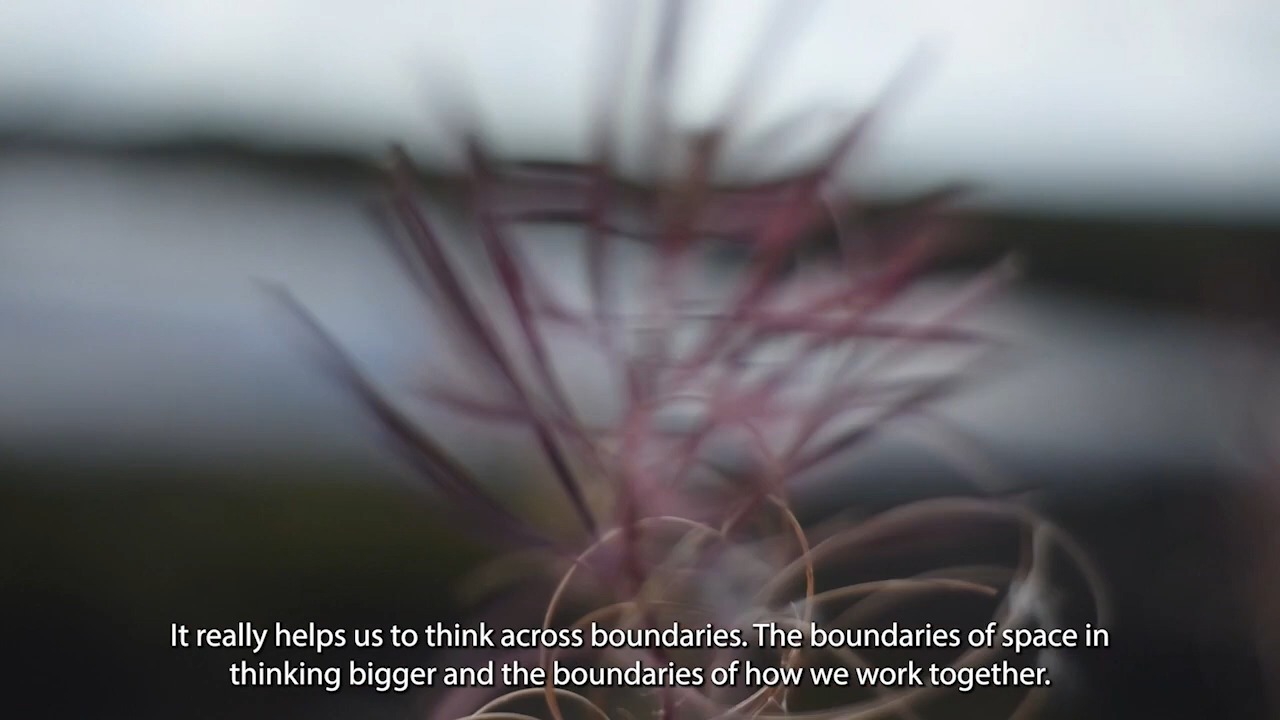 It really helps us to think across boundaries. The boundaries of space in
thinking bigger and the boundaries of how we work together.